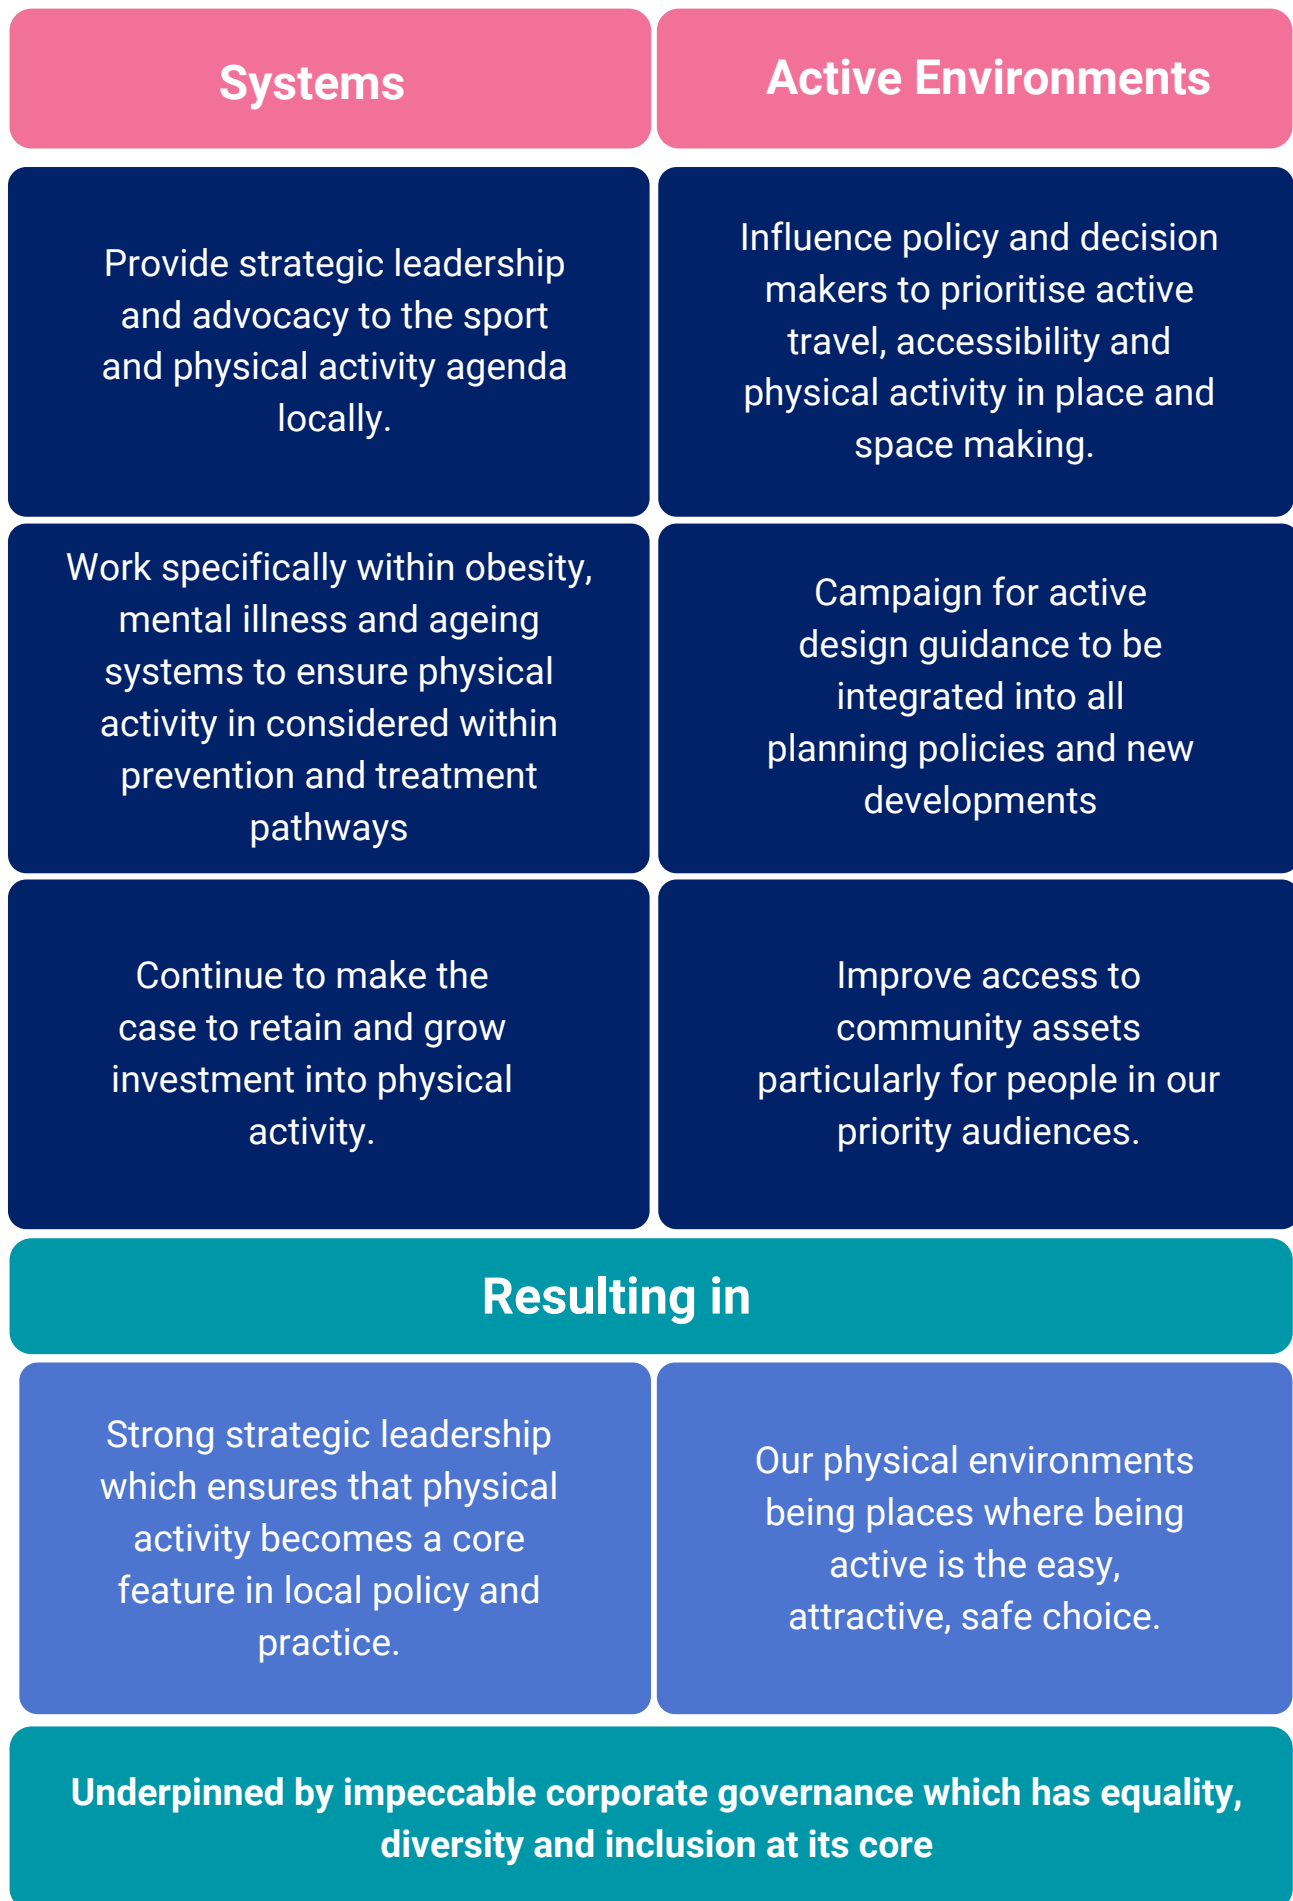 Systems
Active Environments
Provide strategic leadership
and advocacy to the sport
and physical activity agenda
locally.
Influence policy and decision
makers to prioritise active
travel, accessibility and
physical activity in place and
space making.
Work specifically within obesity,
mental illness and ageing
systems to ensure physical
activity in considered within
prevention and treatment
pathways
Campaign for active
design guidance to be
integrated into all
planning policies and new
developments
Continue to make the
case to retain and grow
investment into physical
activity.
Improve access to
community assets
particularly for people in our
priority audiences.
Resulting in
Strong strategic leadership
which ensures that physical
activity becomes a core
feature in local policy and
practice.
Our physical environments
being places where being
active is the easy,
attractive, safe choice.
Underpinned by impeccable corporate governance which has equality,
diversity and inclusion at its core